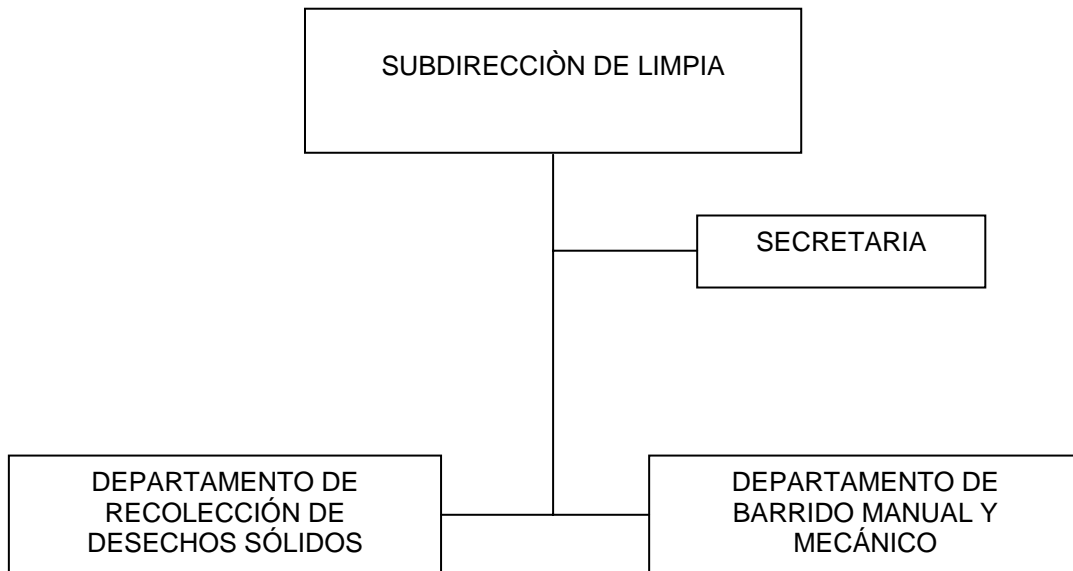 SUBDIRECCIÒN DE LIMPIA
SECRETARIA
DEPARTAMENTO DE
RECOLECCIÓN DE
DESECHOS SÓLIDOS
DEPARTAMENTO DE
BARRIDO MANUAL Y
MECÁNICO